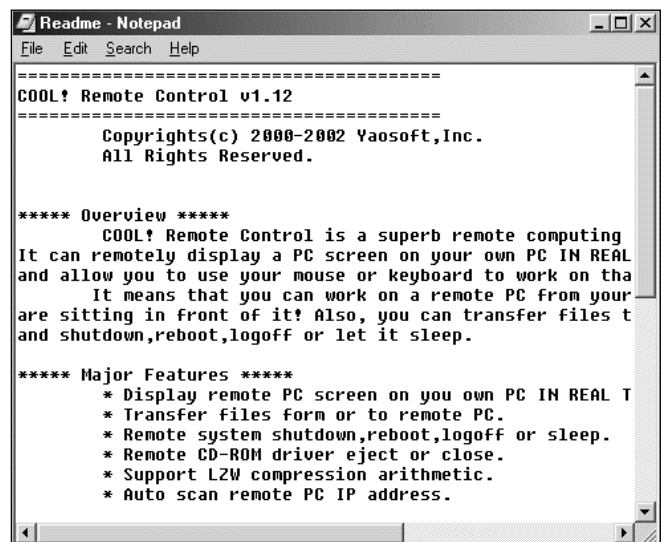 Readme - Notepad
File Edit Search Help
========================================
COOL! Remote Control v1.12
========================================
Copyrights(c) 2000-2002 Yaosoft,Inc.
All Rights Reserved.
***** Overview *****
COOL! Remote Control is a superb remote computing
It can remotely display a PC screen on your own PC IN REAL
and allow you to use your mouse or keyboard to work on tha
It means that you can work on a remote PC from your
are sitting in front of it! Also, you can transfer files t
and shutdown,reboot,logoff or let it sleep.
***** Major Features *****
* Display remote PC screen on you own PC IN REAL T
* Transfer files form or to remote PC.
* Remote system shutdown,reboot,logoff or sleep.
* Remote CD-ROM driver eject or close.
* Support LZW compression arithmetic.
* Auto scan remote PC IP address.